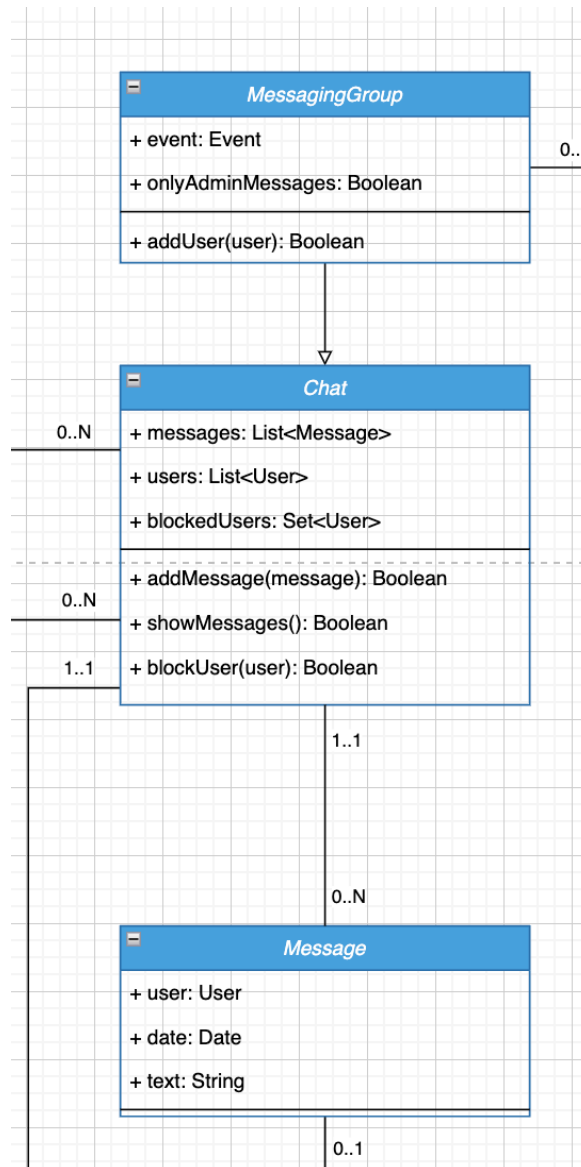 MessagingGroup
+ event: Event
0..
+ onlyAdminMessages: Boolean
+ addUser(user): Boolean
Chat
0..N
+ messages: List<Message>
+ users: List<User>
+ blockedUsers: Set<User>
+ addMessage(message): Boolean
0..N
+ showMessages(): Boolean
1..1
+ blockUser(user): Boolean
1..1
0..N
Message
+ user: User
+ date: Date
+ text: String
0..1